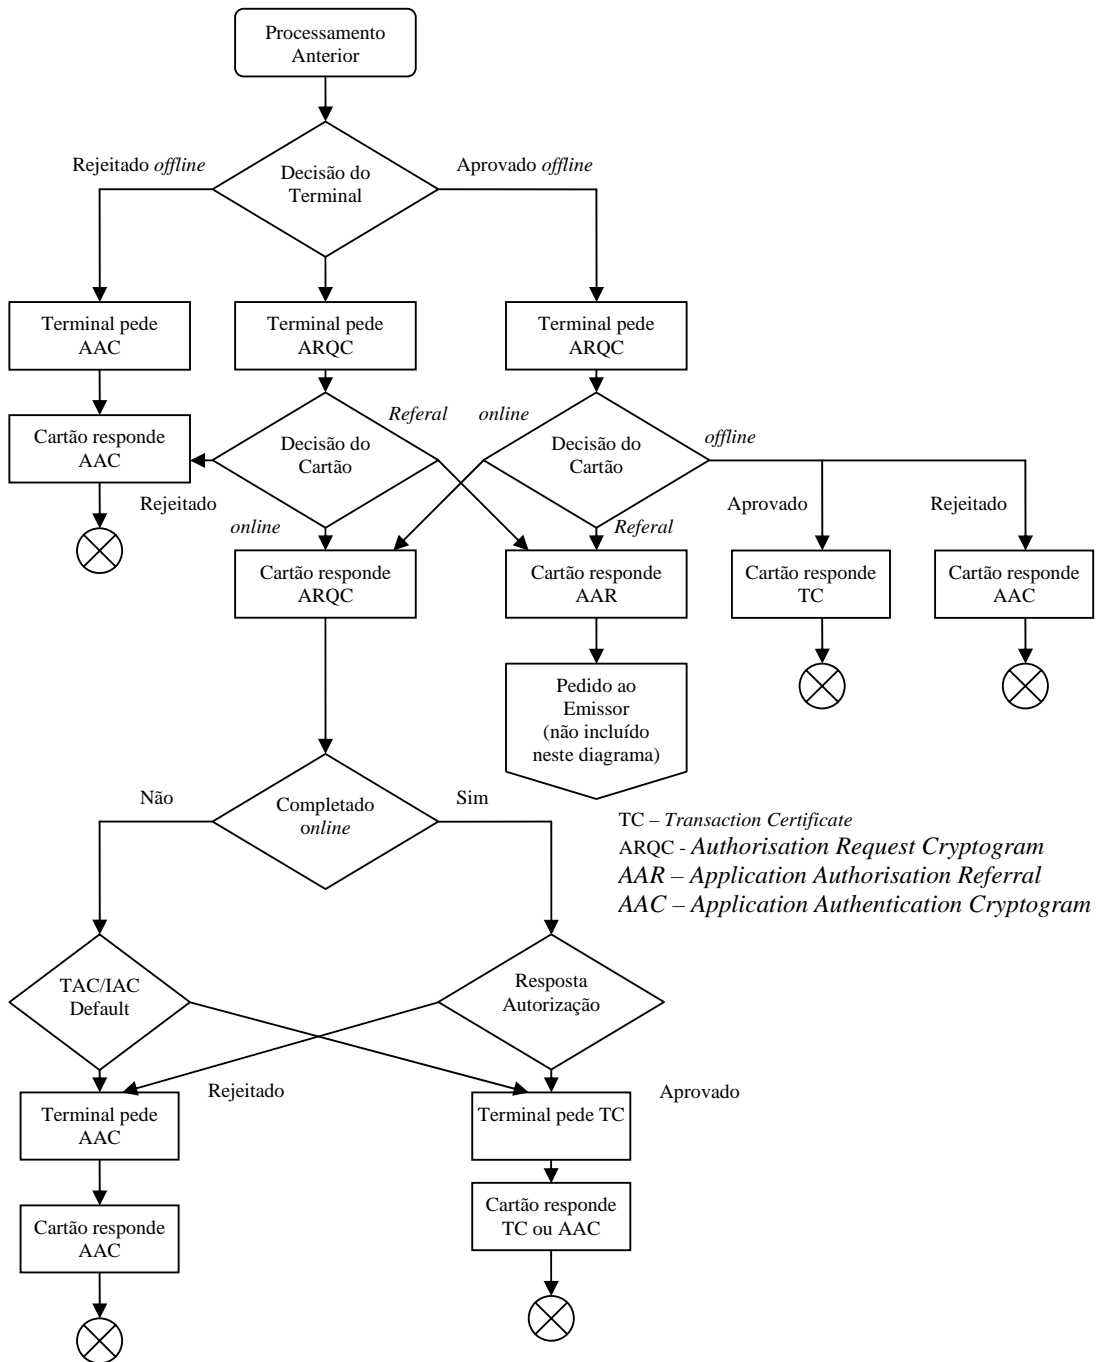 Processamento
Anterior
Rejeitado offline
Decisão do
Terminal
Aprovado offline
Terminal pede
AAC
Terminal pede
ARQC
Terminal pede
ARQC
Cartão responde
AAC
Rejeitado
Decisão do
Cartão
Referal
online
Decisão do
Cartão
offline
online
Referal
Aprovado
Rejeitado
Cartão responde
ARQC
Cartão responde
AAR
Cartão responde
TC
Cartão responde
AAC
Pedido ao
Emissor
(não incluído
neste diagrama)
Não
Completado
online
Sim
TC – Transaction Certificate
ARQC - Authorisation Request Cryptogram
AAR – Application Authorisation Referral
AAC – Application Authentication Cryptogram
TAC/IAC
Default
Resposta
Autorização
Rejeitado
Aprovado
Terminal pede
AAC
Terminal pede TC
Cartão responde
AAC
Cartão responde
TC ou AAC